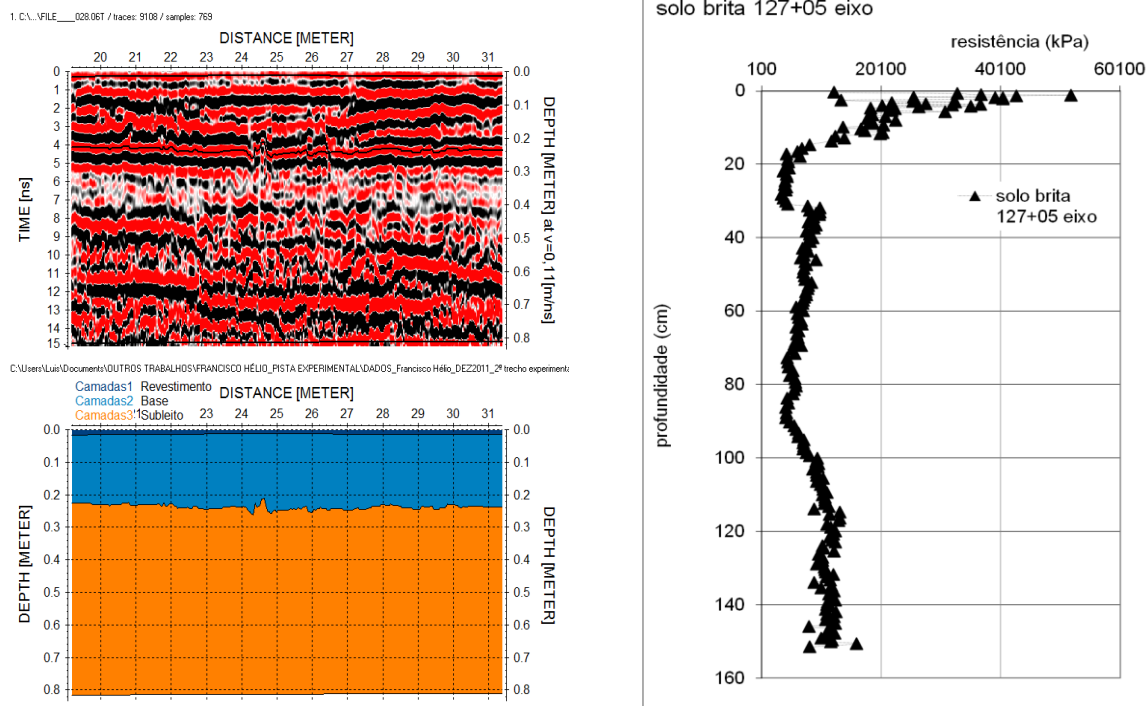 1. C:\...\FILE____028.06T / traces: 9108 / samples: 769
DISTANCE [METER]
20 21 22 23 24 25 26 27 28 29 30 31
TIME [ns]
0
1
2
3
4
5
6
7
8
9
10
11
12
13
14
15
0.0
0.1
0.2
0.3
0.4
0.5
0.6
0.7
0.8
DEPTH [METER] at v=0,11[m/ns]
C:\Users\Luis\Documents\OUTROS TRABALHOS\FRANCISCO HÉLIO_PISTA EXPERIMENTAL\DADOS_Francisco Hélio_DEZ2011_2º trecho experimenta
Camadas1 Revestimento
Camadas2 Base
Camadas3 Subleito
DISTANCE [METER]
22 23 24 25 26 27 28 29 30 31
DEPTH [METER]
0.0
0.1
0.2
0.3
0.4
0.5
0.6
0.7
0.8
0.0
0.1
0.2
0.3
0.4
0.5
0.6
0.7
0.8
DEPTH [METER]
solo brita 127+05 eixo
resistência (kPa)
100 20100 40100 60100
profundidade (cm)
0
20
40
60
80
100
120
140
160
solo brita
127+05 eixo